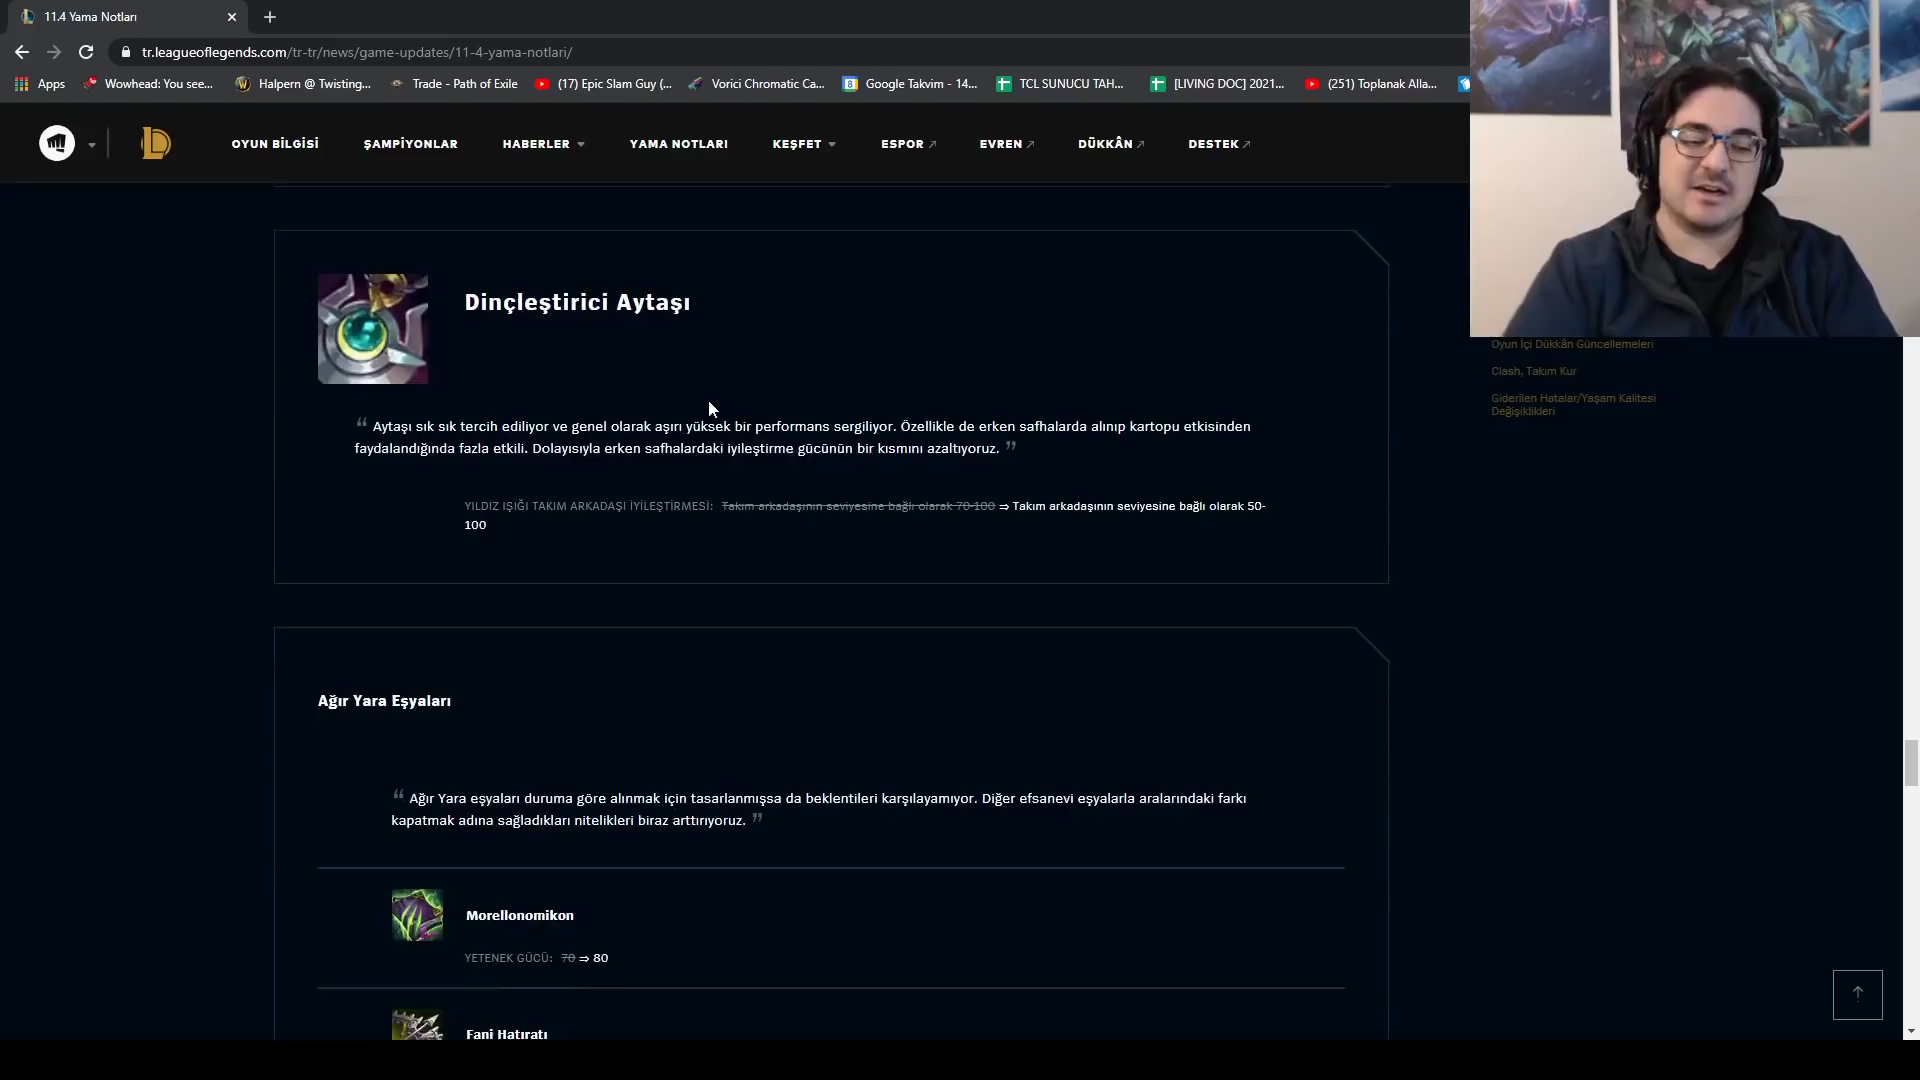 11.4 Yama Notları
tr.leagueoflegends.com/tr-tr/news/game-updates/11-4-yama-notlari/
Apps Wowhead: You see... Halpern @ Twisting... Trade - Path of Exile (17) Epic Slam Guy (... Vorici Chromatic Ca... Google Takvim - 14... TCL SUNUCU TAH... [LIVING DOC] 2021... (251) Toplanak Alla...
OYUN BİLGİSİ ŞAMPİYONLAR HABERLER YAMA NOTLARI KEŞFET ESPOR EVREN DÜKKÂN DESTEK
Dinçleştirici Aytaşı
“ Aytaşı sık sık tercih ediliyor ve genel olarak aşırı yüksek bir performans sergiliyor. Özellikle de erken safhalarda alınıp kartopu etkisinden
faydalandığında fazla etkili. Dolayısıyla erken safhalardaki iyileştirme gücünün bir kısmını azaltıyoruz. ”
YILDIZ IŞIĞI TAKIM ARKADAŞI İYİLEŞTİRMESİ: Takım arkadaşının seviyesine bağlı olarak 70-100 ⇒ Takım arkadaşının seviyesine bağlı olarak 50-
100
Oyun İçi Dükkân Güncellemeleri
Clash, Takım Kur
Giderilen Hatalar/Yaşam Kalitesi
Değişiklikleri
Ağır Yara Eşyaları
“ Ağır Yara eşyaları duruma göre alınmak için tasarlanmışsa da beklentileri karşılayamıyor. Diğer efsanevi eşyalarla aralarındaki farkı
kapatmak adına sağladıkları nitelikleri biraz arttırıyoruz. ”
Morellonomikon
YETENEK GÜCÜ: 70 ⇒ 80
Fani Hatıratı